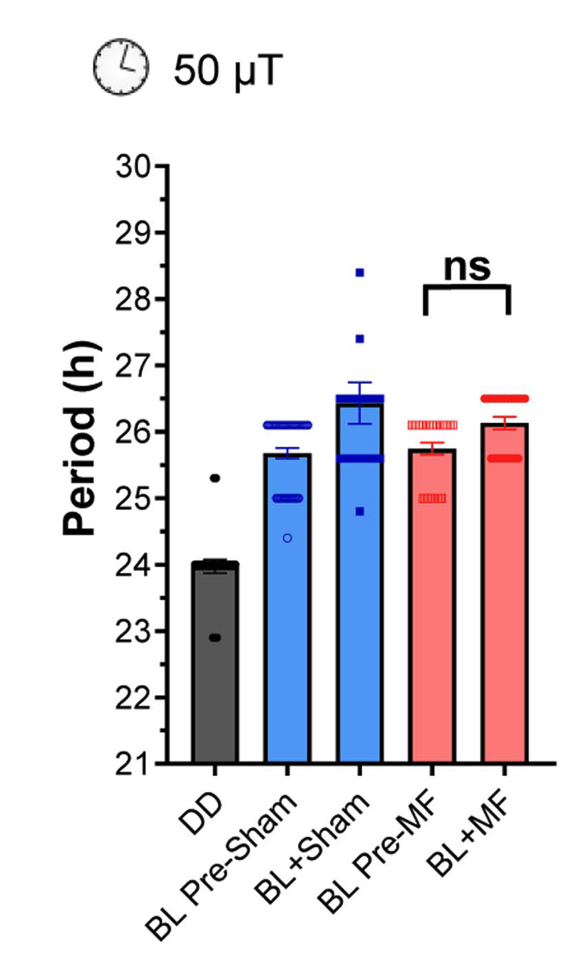 50 µT
30
29
28
27
26
25
24
23
22
21
Period (h)
ns
DD
BL Pre-Sham
BL+Sham
BL Pre-MF
BL+MF